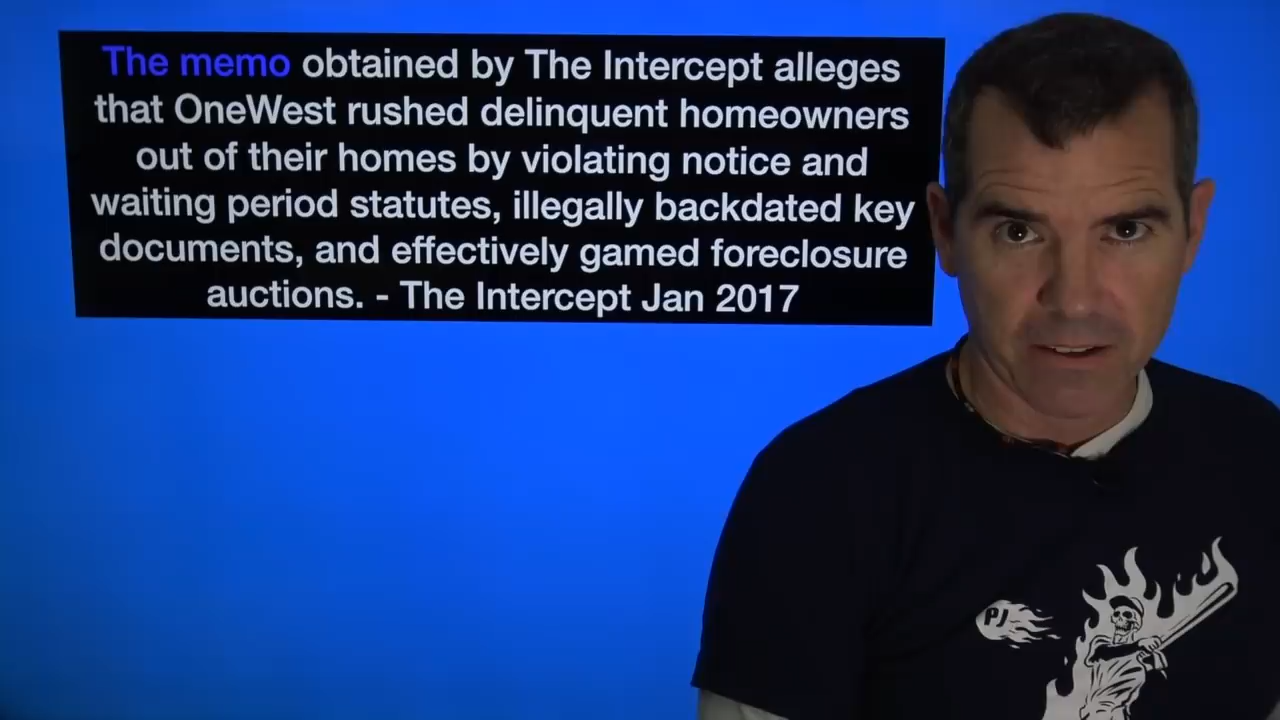 The memo obtained by The Intercept alleges
that OneWest rushed delinquent homeowners
out of their homes by violating notice and
waiting period statutes, illegally backdated key
documents, and effectively gamed foreclosure
auctions. - The Intercept Jan 2017
PJ